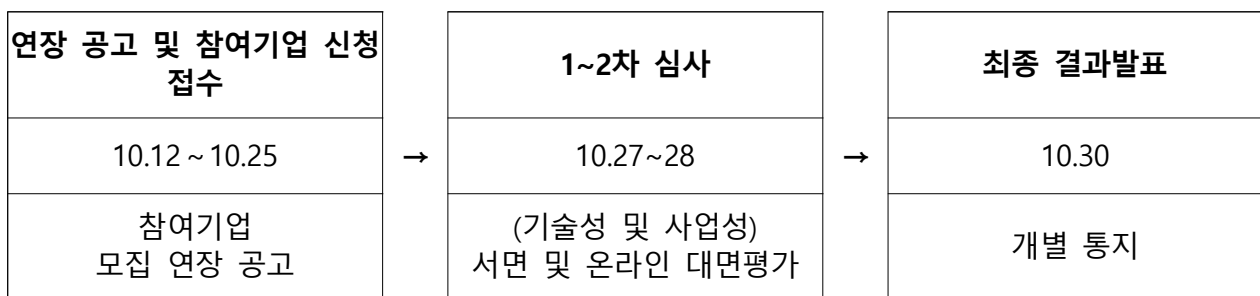 연장 공고 및 참여기업 신청
접수
10.12 ~ 10.25
참여기업
모집 연장 공고
→
1~2차 심사
10.27~28
(기술성 및 사업성)
서면 및 온라인 대면평가
→
최종 결과발표
10.30
개별 통지